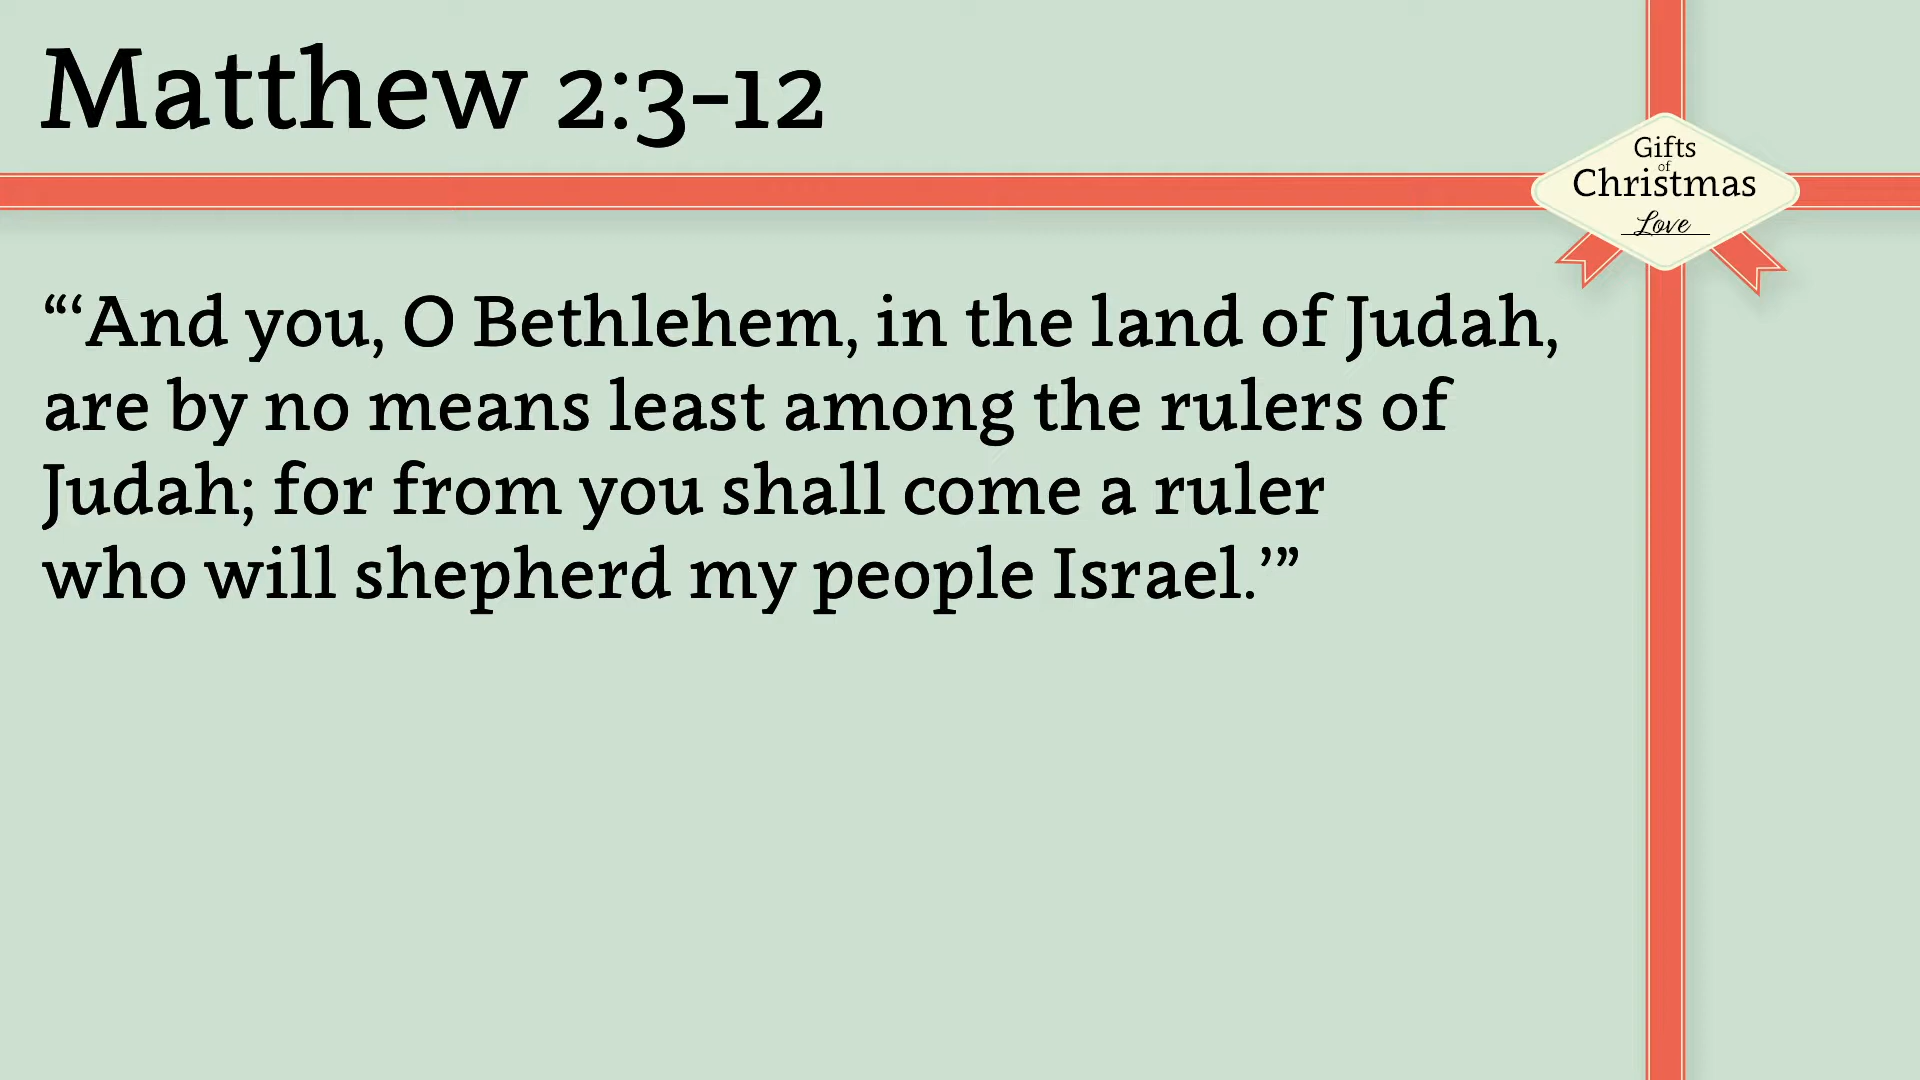 Matthew 2:3-12
Gifts
of
Christmas
Love
“‘And you, O Bethlehem, in the land of Judah,
are by no means least among the rulers of
Judah; for from you shall come a ruler
who will shepherd my people Israel.’”